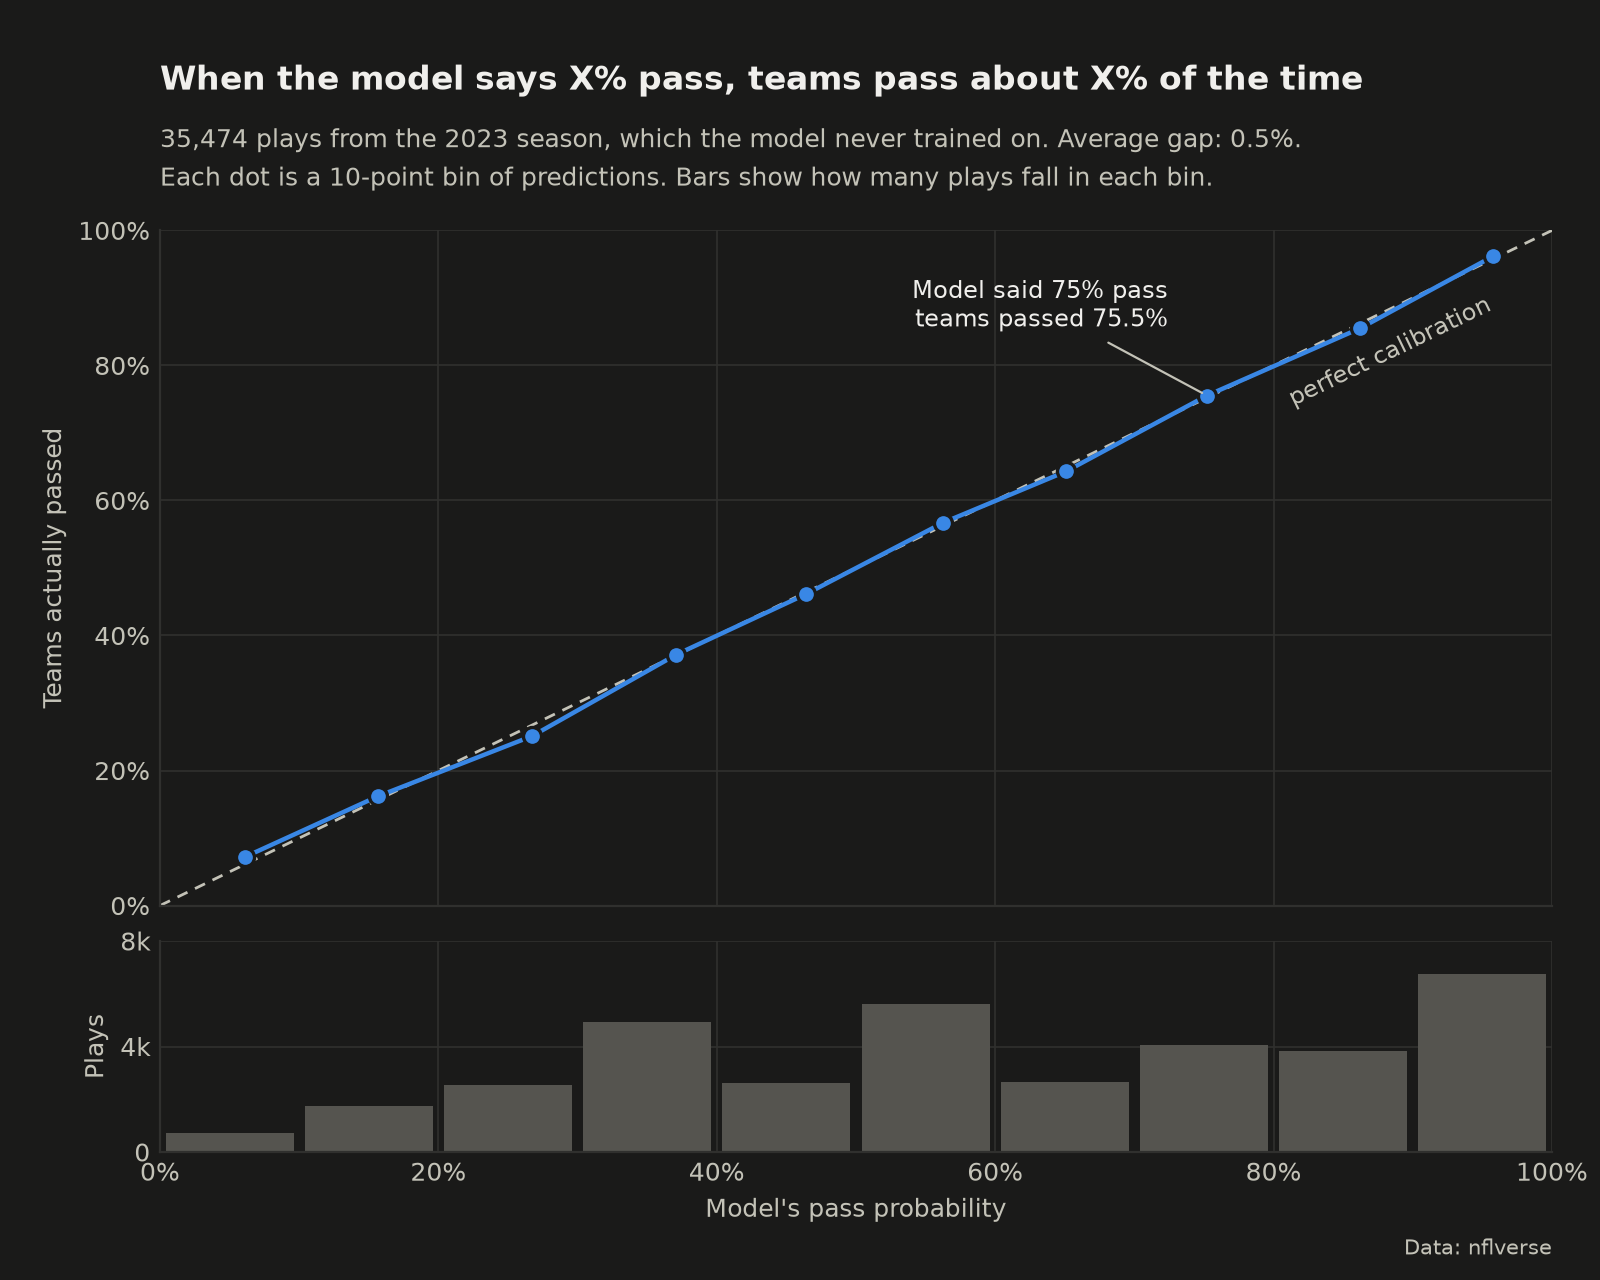 When the model says X% pass, teams pass about X% of the time
35,474 plays from the 2023 season, which the model never trained on. Average gap: 0.5%.
Each dot is a 10-point bin of predictions. Bars show how many plays fall in each bin.
100%
80%
60%
40%
20%
0%
Teams actually passed
Model said 75% pass
teams passed 75.5%
perfect calibration
8k
4k
0
Plays
0%
20%
40%
60%
80%
100%
Model's pass probability
Data: nflverse